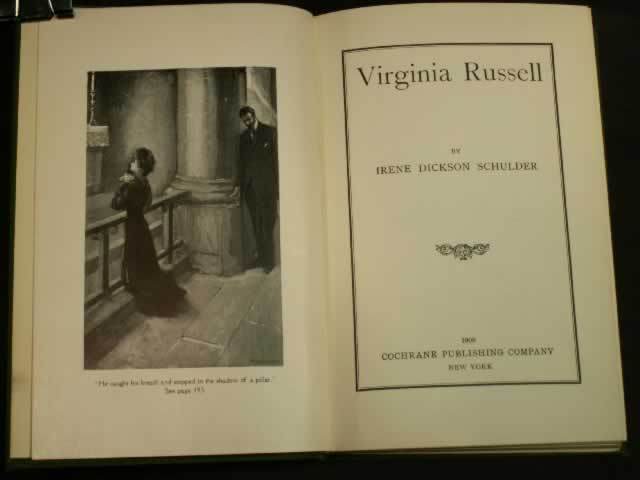 "He caught his breath and stopped in the shadow of a pillar."
See page 195.
Virginia Russell
BY
IRENE DICKSON SCHULDER
1909
COCHRANE PUBLISHING COMPANY
NEW YORK